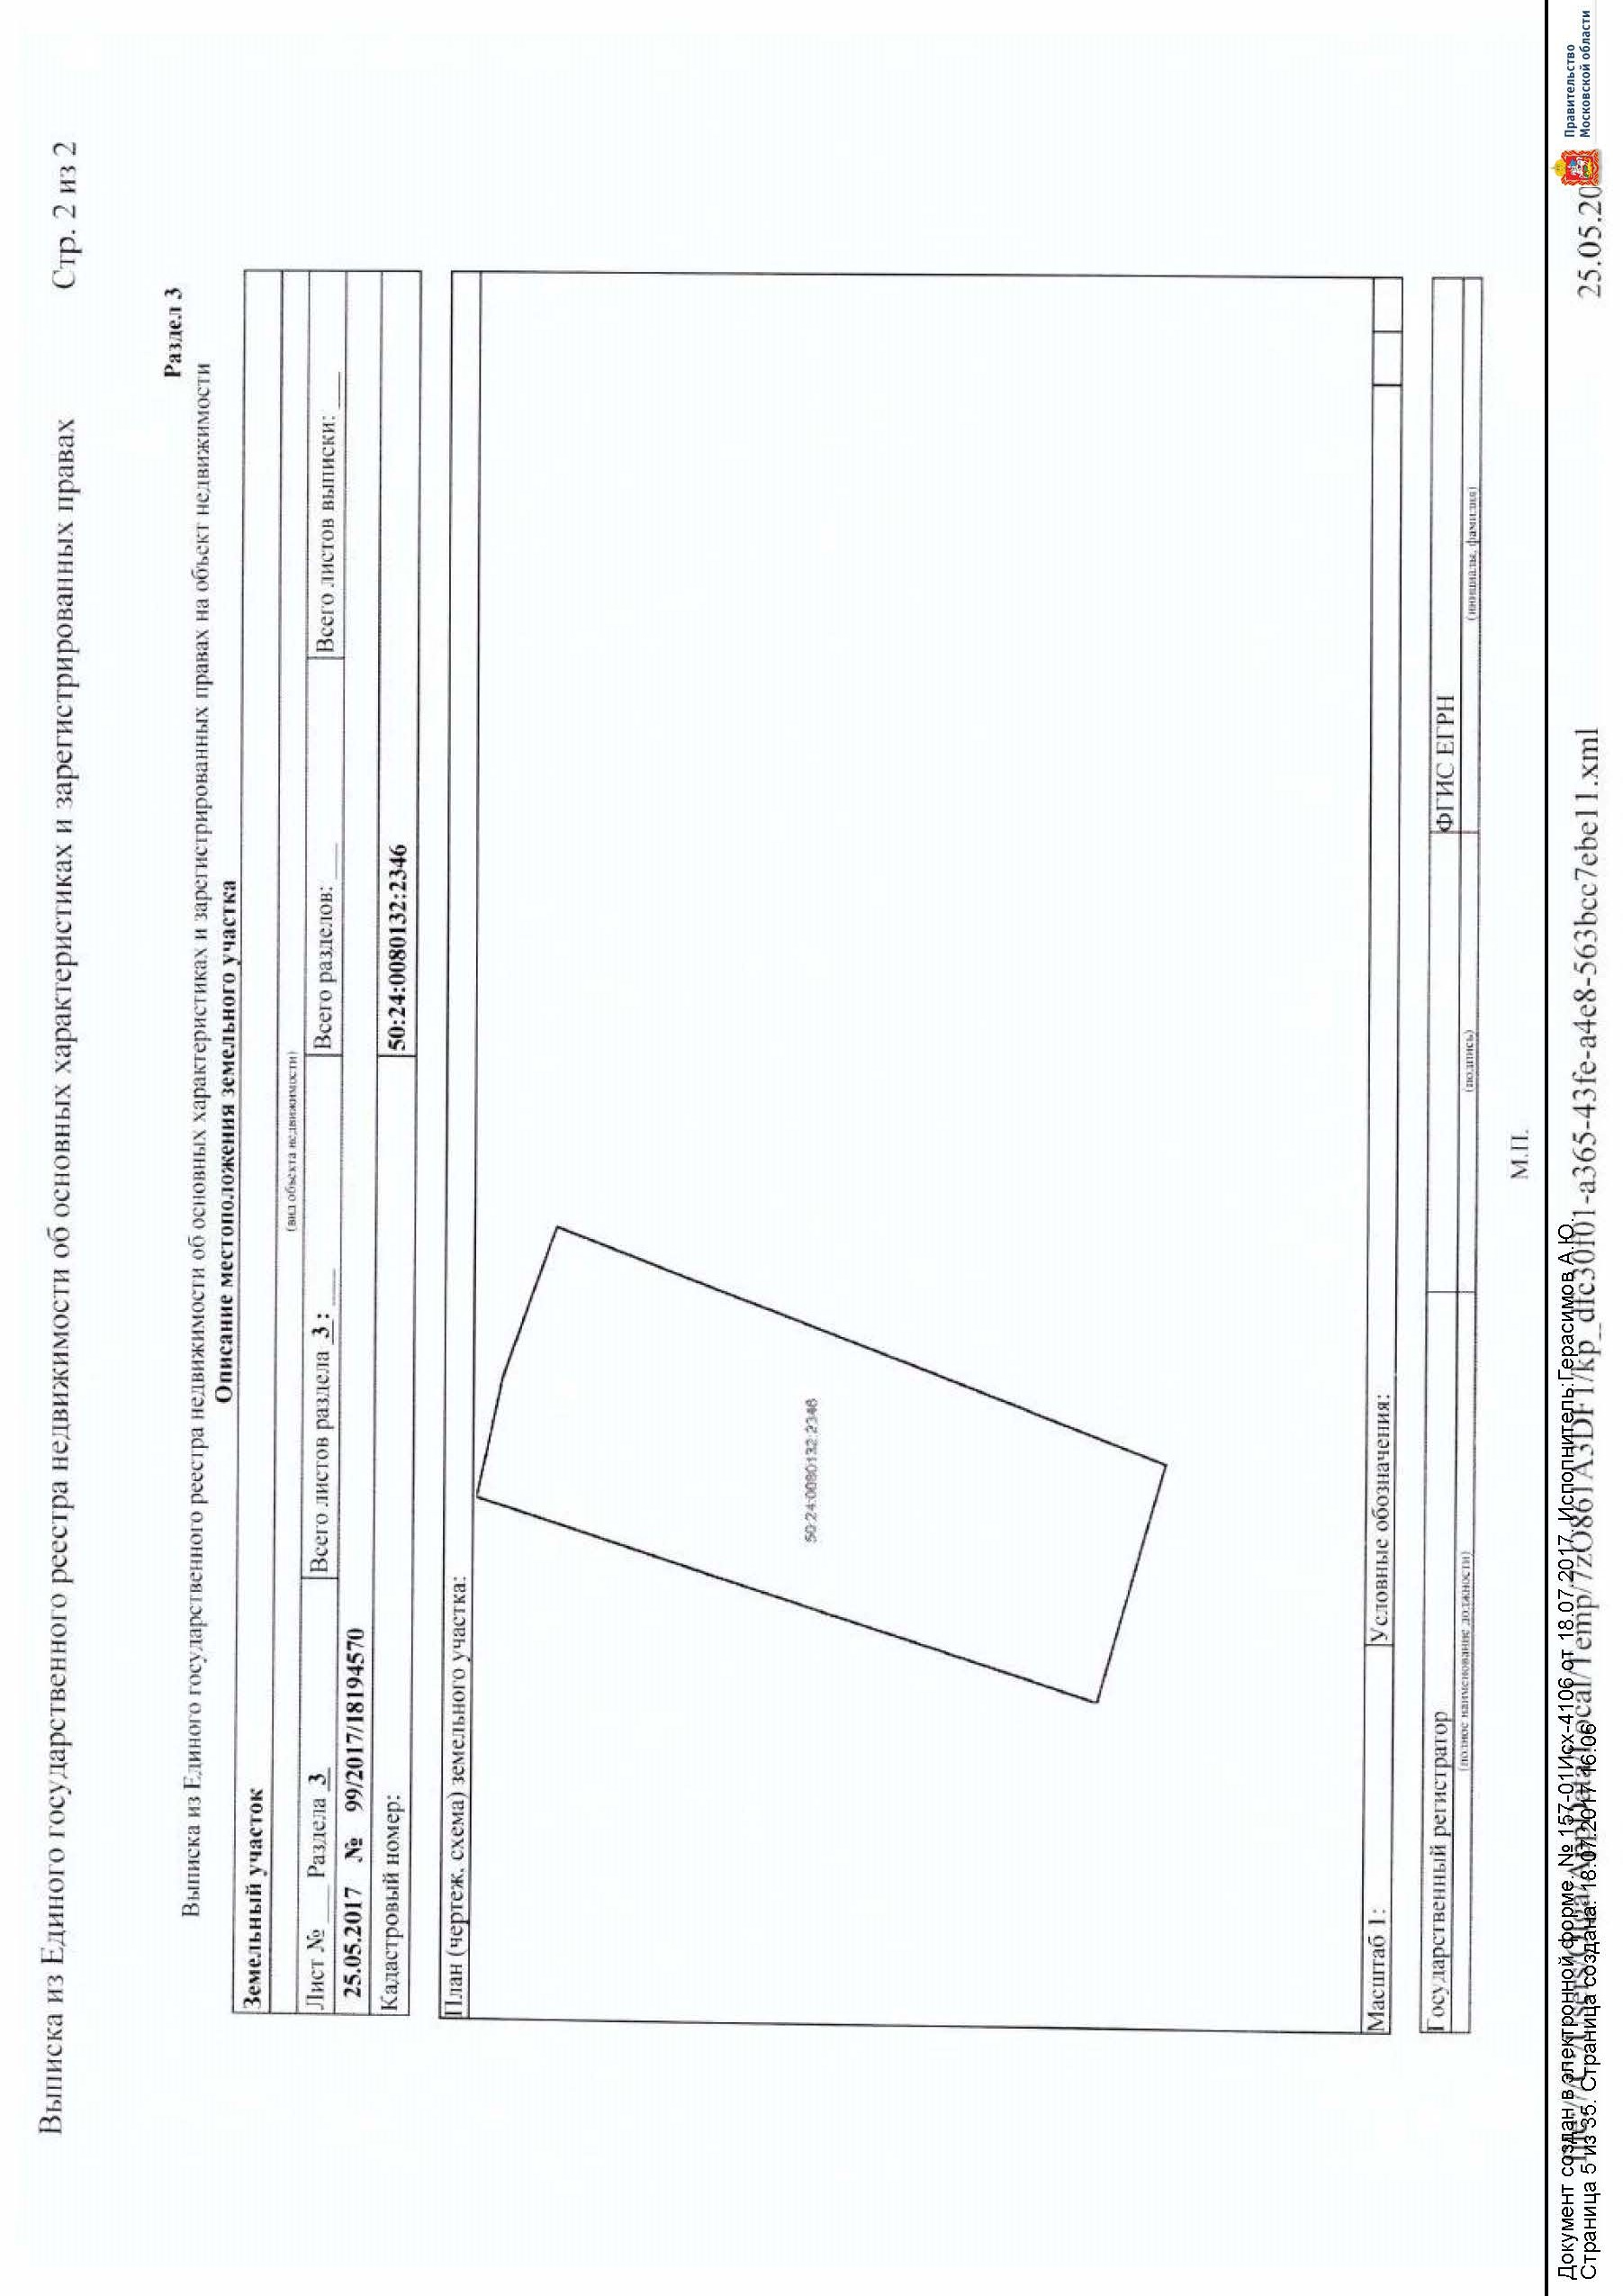 Выписка из Единого государственного реестра недвижимости об основных характеристиках и зарегистрированных правах Стр. 2 из 2
Раздел 3
Выписка из Единого государственного реестра недвижимости об основных характеристиках и зарегистрированных правах на объект недвижимости
Описание местоположения земельного участка
Земельный участок
(вид объекта недвижимости)
Лист № ___ Раздела 3 Всего листов раздела 3 : ___ Всего разделов: ___ Всего листов выписки: ___
25.05.2017 № 99/2017/18194570
Кадастровый номер: 50:24:0080132:2346
План (чертеж, схема) земельного участка:
50:24:0080132:2346
Масштаб 1: Условные обозначения:
Государственный регистратор ФГИС ЕГРН
(полное наименование должности) (подпись) (инициалы, фамилия)
М.П.
Документ создан в электронной форме. № 157-01Исх-4106 от 18.07.2017. Исполнитель: Герасимов А.Ю.
Страница 5 из 35. Страница создана: 18.07.2017 16:06
01-a365-43fe-a4e8-563bcc7ebe11.xml 25.05.20
Правительство
Московской области